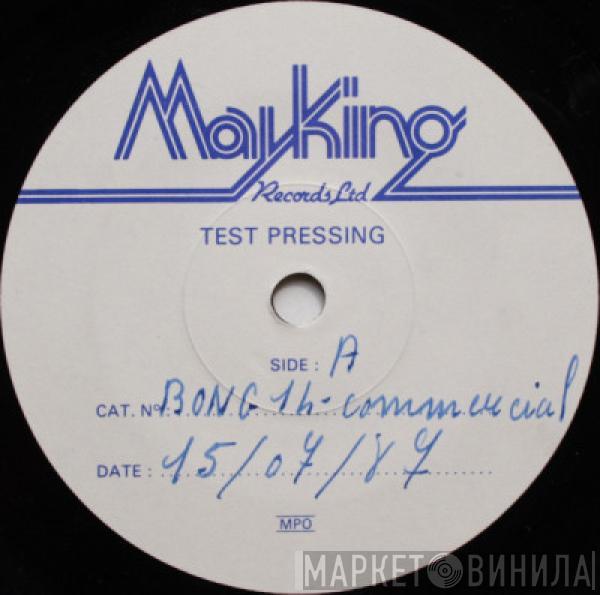 Mayking
Records Ltd
TEST PRESSING
SIDE : A
CAT. Nº: BONG 14-commercial
DATE : 15/07/87
MPO
МАРКЕТ ВИНИЛА